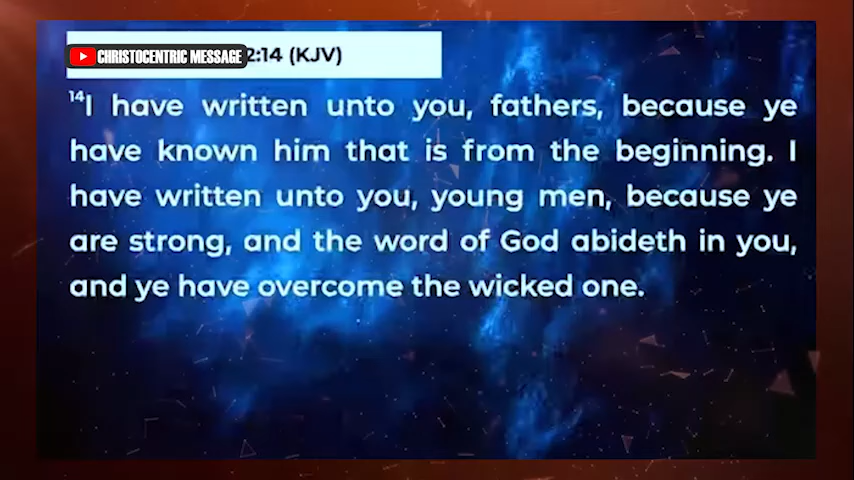 CHRISTOCENTRIC MESSAGE 2:14 (KJV)
14I have written unto you, fathers, because ye
have known him that is from the beginning. I
have written unto you, young men, because ye
are strong, and the word of God abideth in you,
and ye have overcome the wicked one.